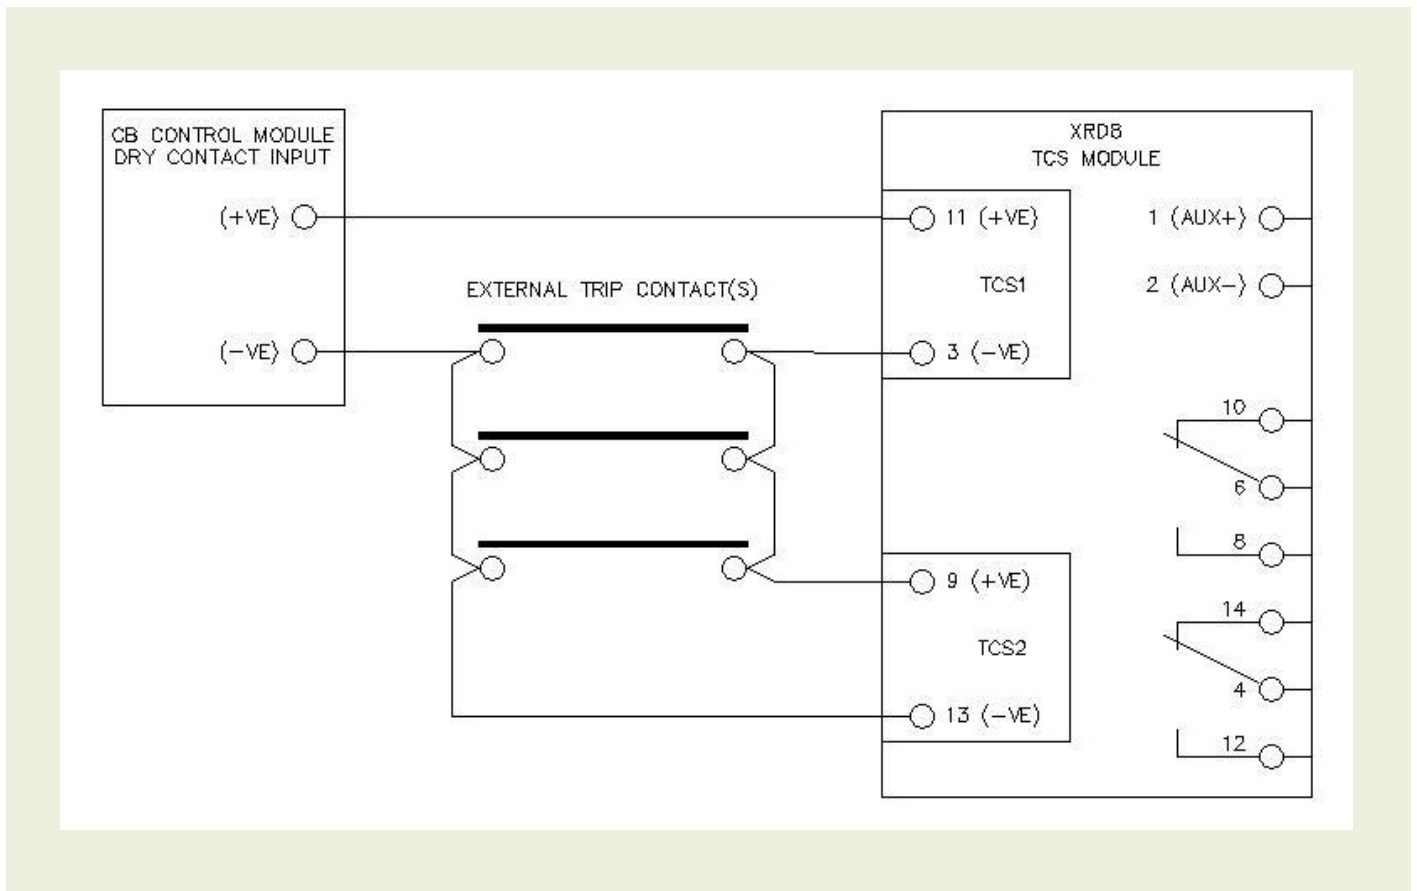 CB CONTROL MODULE
DRY CONTACT INPUT
(+VE)
(-VE)
EXTERNAL TRIP CONTACT(S)
XRD8
TCS MODULE
11 (+VE)
TCS1
3 (-VE)
1 (AUX+)
2 (AUX-)
10
6
8
9 (+VE)
TCS2
13 (-VE)
14
4
12